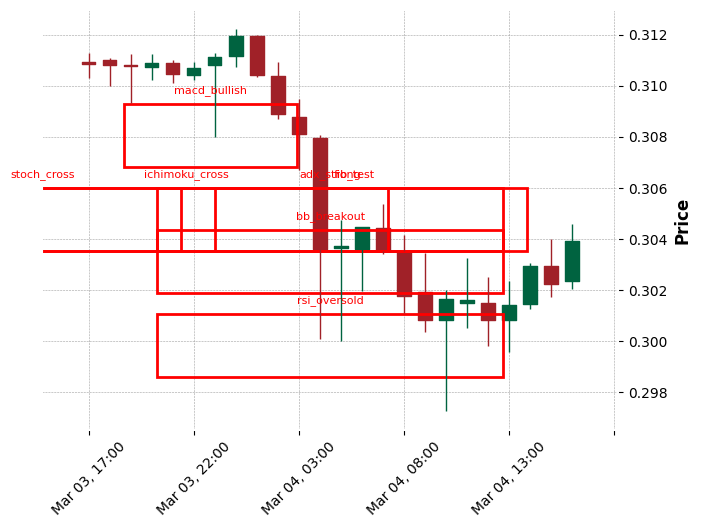 0.312
0.310
macd_bullish
0.308
stoch_cross
ichimoku_cross
0.306
0.304
Price
0.302
rsi_oversold
0.300
0.298
Mar 03, 17:00
Mar 03, 22:00
Mar 04, 03:00
Mar 04, 08:00
Mar 04, 13:00